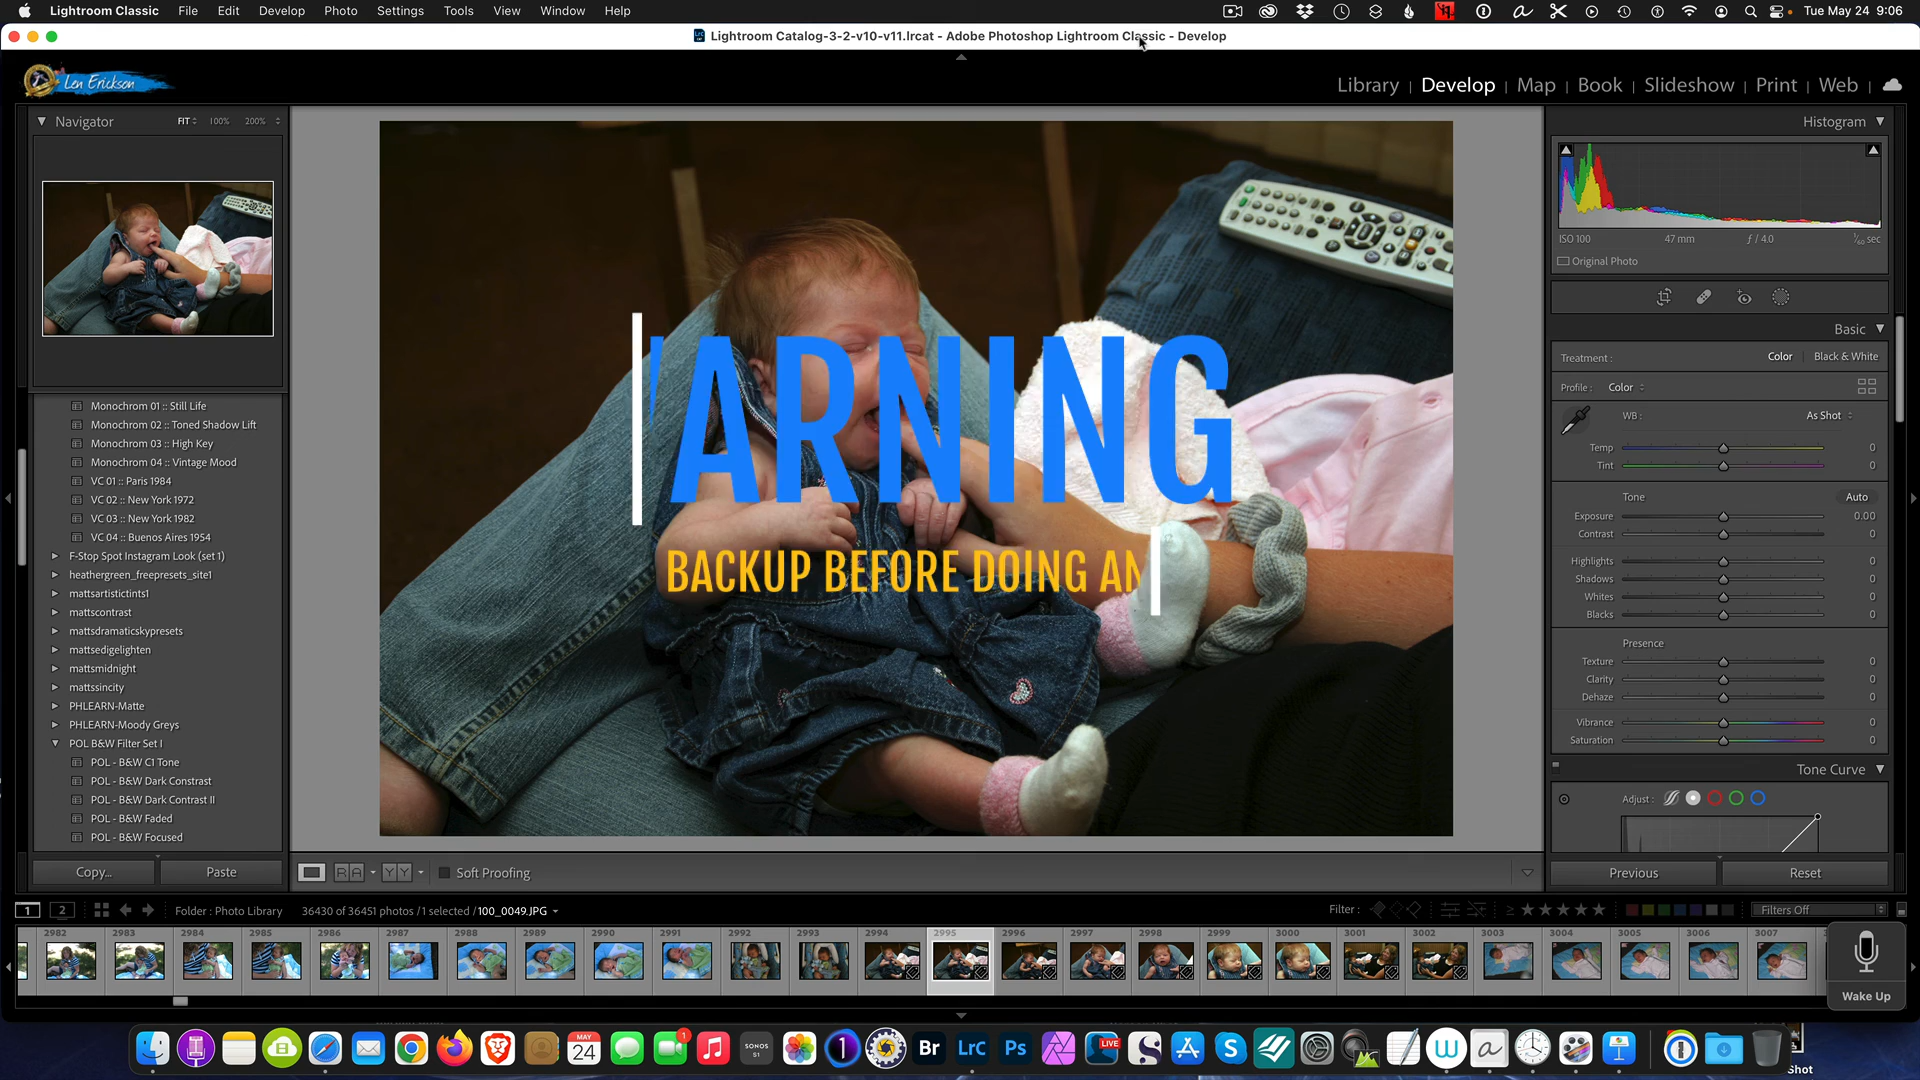 Lightroom Classic File Edit Develop Photo Settings Tools View Window Help Tue May 24 9:06
Lightroom Catalog-3-2-v10-v11.lrcat - Adobe Photoshop Lightroom Classic - Develop
Len Erickson
Library | Develop | Map | Book | Slideshow | Print | Web |
Navigator FIT 100% 200%
Monochrom 01 :: Still Life
Monochrom 02 :: Toned Shadow Lift
Monochrom 03 :: High Key
Monochrom 04 :: Vintage Mood
VC 01 :: Paris 1984
VC 02 :: New York 1972
VC 03 :: New York 1982
VC 04 :: Buenos Aires 1954
F-Stop Spot Instagram Look (set 1)
heathergreen_freepresets_site1
mattsartistictints1
mattscontrast
mattsdramaticskypresets
mattsedigelighten
mattsmidnight
mattssincity
PHLEARN-Matte
PHLEARN-Moody Greys
POL B&W Filter Set I
POL - B&W C1 Tone
POL - B&W Dark Constrast
POL - B&W Dark Contrast II
POL - B&W Faded
POL - B&W Focused
Copy... Paste
ARNING
BACKUP BEFORE DOING AN
Histogram
ISO 100 47 mm ƒ / 4.0 1/60 sec
Original Photo
Basic
Treatment : Color Black & White
Profile : Color
WB : As Shot
Temp 0
Tint 0
Tone Auto
Exposure 0.00
Contrast 0
Highlights 0
Shadows 0
Whites 0
Blacks 0
Presence
Texture 0
Clarity 0
Dehaze 0
Vibrance 0
Saturation 0
Tone Curve
Adjust :
Previous Reset
Soft Proofing
1 2 Folder : Photo Library 36430 of 36451 photos / 1 selected / 100_0049.JPG Filter : Filters Off
2982 2983 2984 2985 2986 2987 2988 2989 2990 2991 2992 2993 2994 2995 2996 2997 2998 2999 3000 3001 3002 3003 3004 3005 3006 3007
Wake Up
MAY
24
1
SONOS
S1
Br LrC Ps
LIVE
Shot